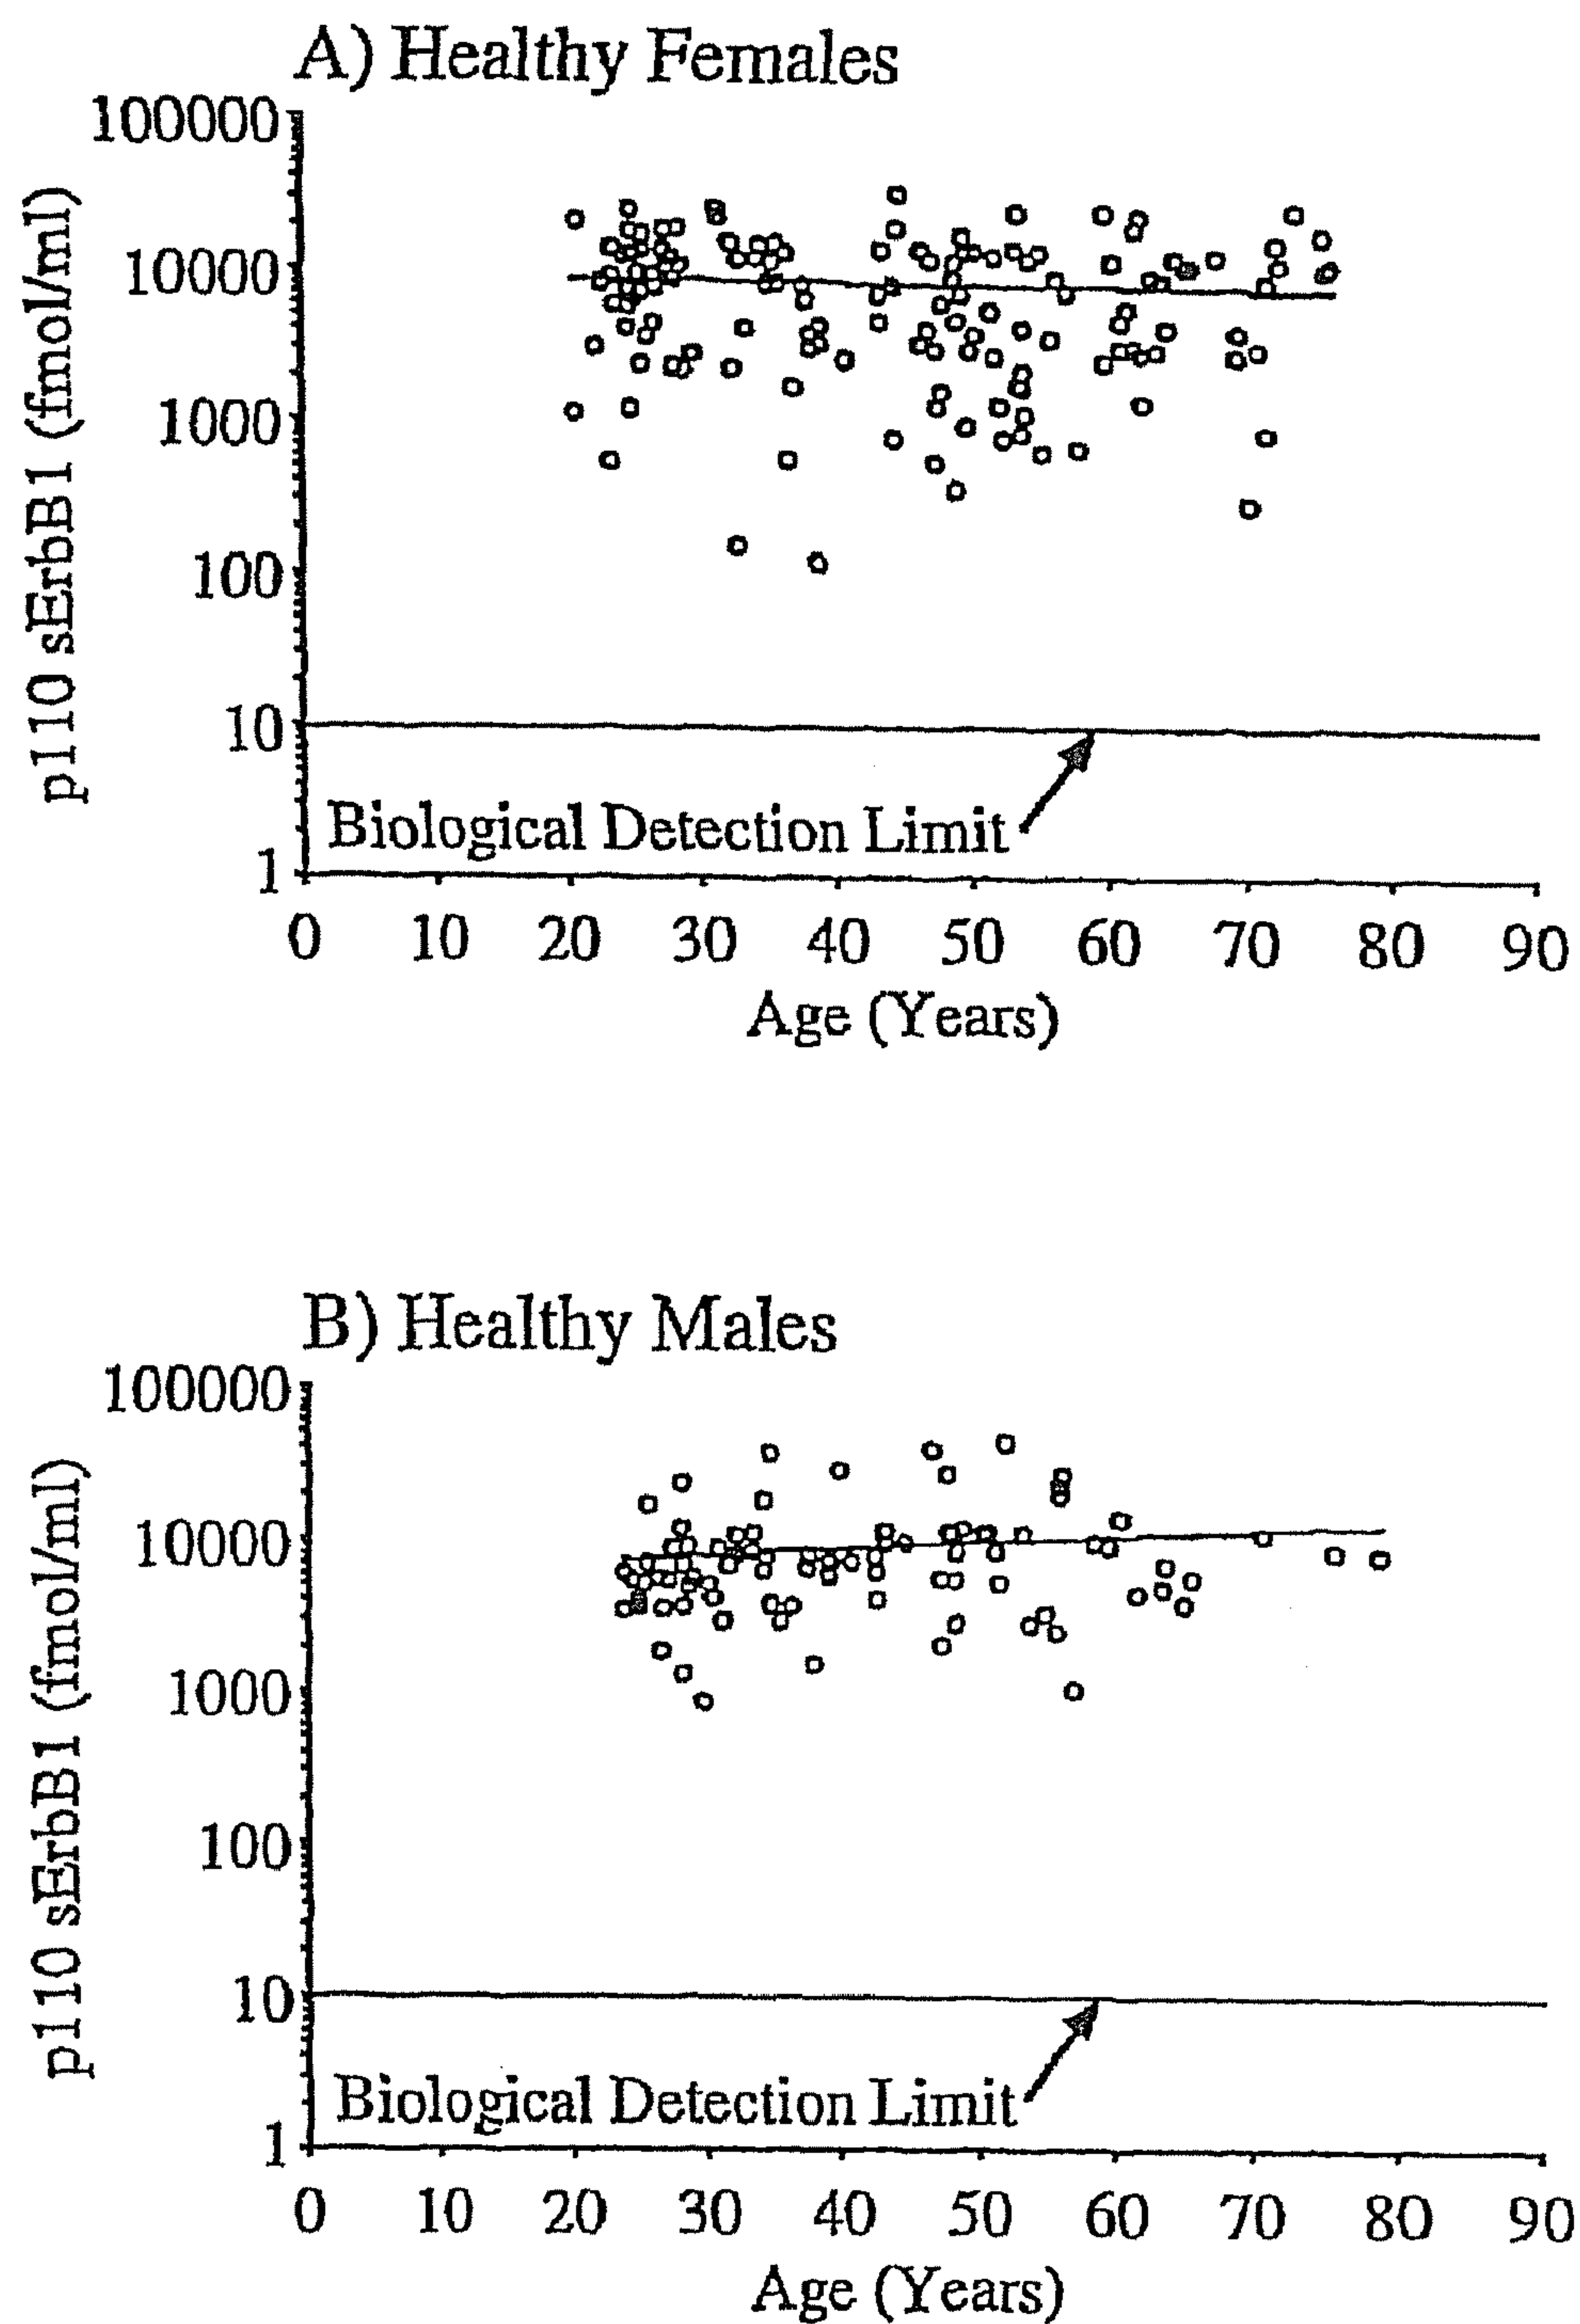 A) Healthy Females
100000
10000
1000
100
10
1
p110 sErbB1 (fmol/ml)
Biological Detection Limit
0 10 20 30 40 50 60 70 80 90
Age (Years)
B) Healthy Males
100000
10000
1000
100
10
1
p110 sErbB1 (fmol/ml)
Biological Detection Limit
0 10 20 30 40 50 60 70 80 90
Age (Years)